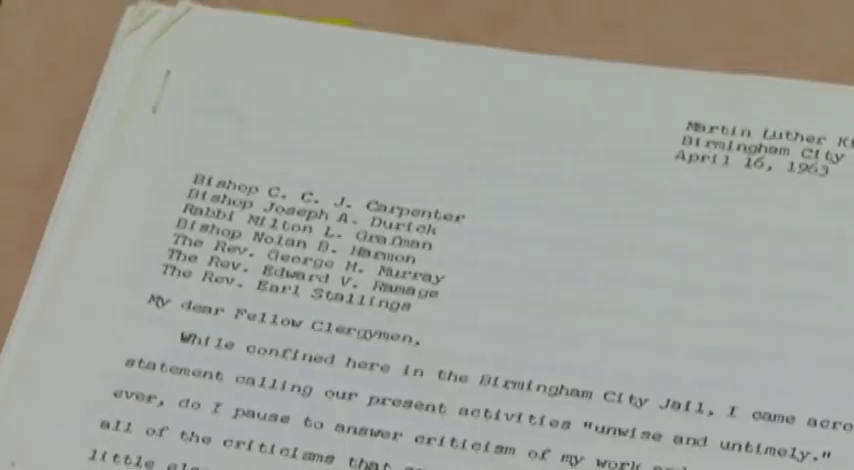 Martin Luther Ki
Birmingham City
April 16, 1963
Bishop C. C. J. Carpenter
Bishop Joseph A. Durick
Rabbi Milton L. Grafman
Bishop Nolan B. Harmon
The Rev. George H. Murray
The Rev. Edward V. Ramage
The Rev. Earl Stallings
My dear Fellow Clergymen,
While confined here in the Birmingham City Jail, I came acro
statement calling our present activities "unwise and untimely."
ever, do I pause to answer criticism of my work
all of the criticisms that
little